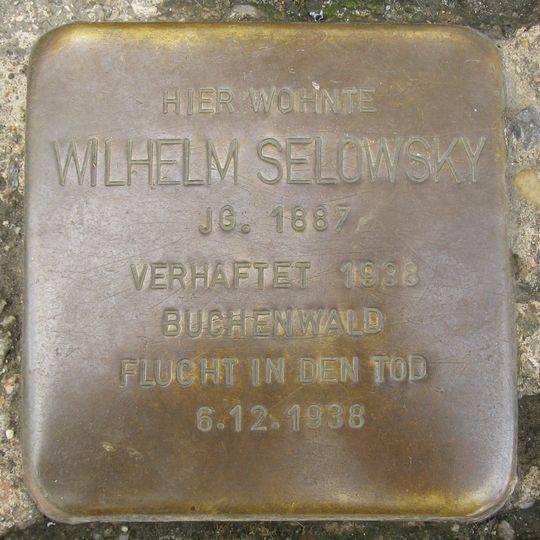 HIER WOHNTE
WILHELM SELOWSKY
JG. 1887
VERHAFTET 1938
BUCHENWALD
FLUCHT IN DEN TOD
6.12.1938